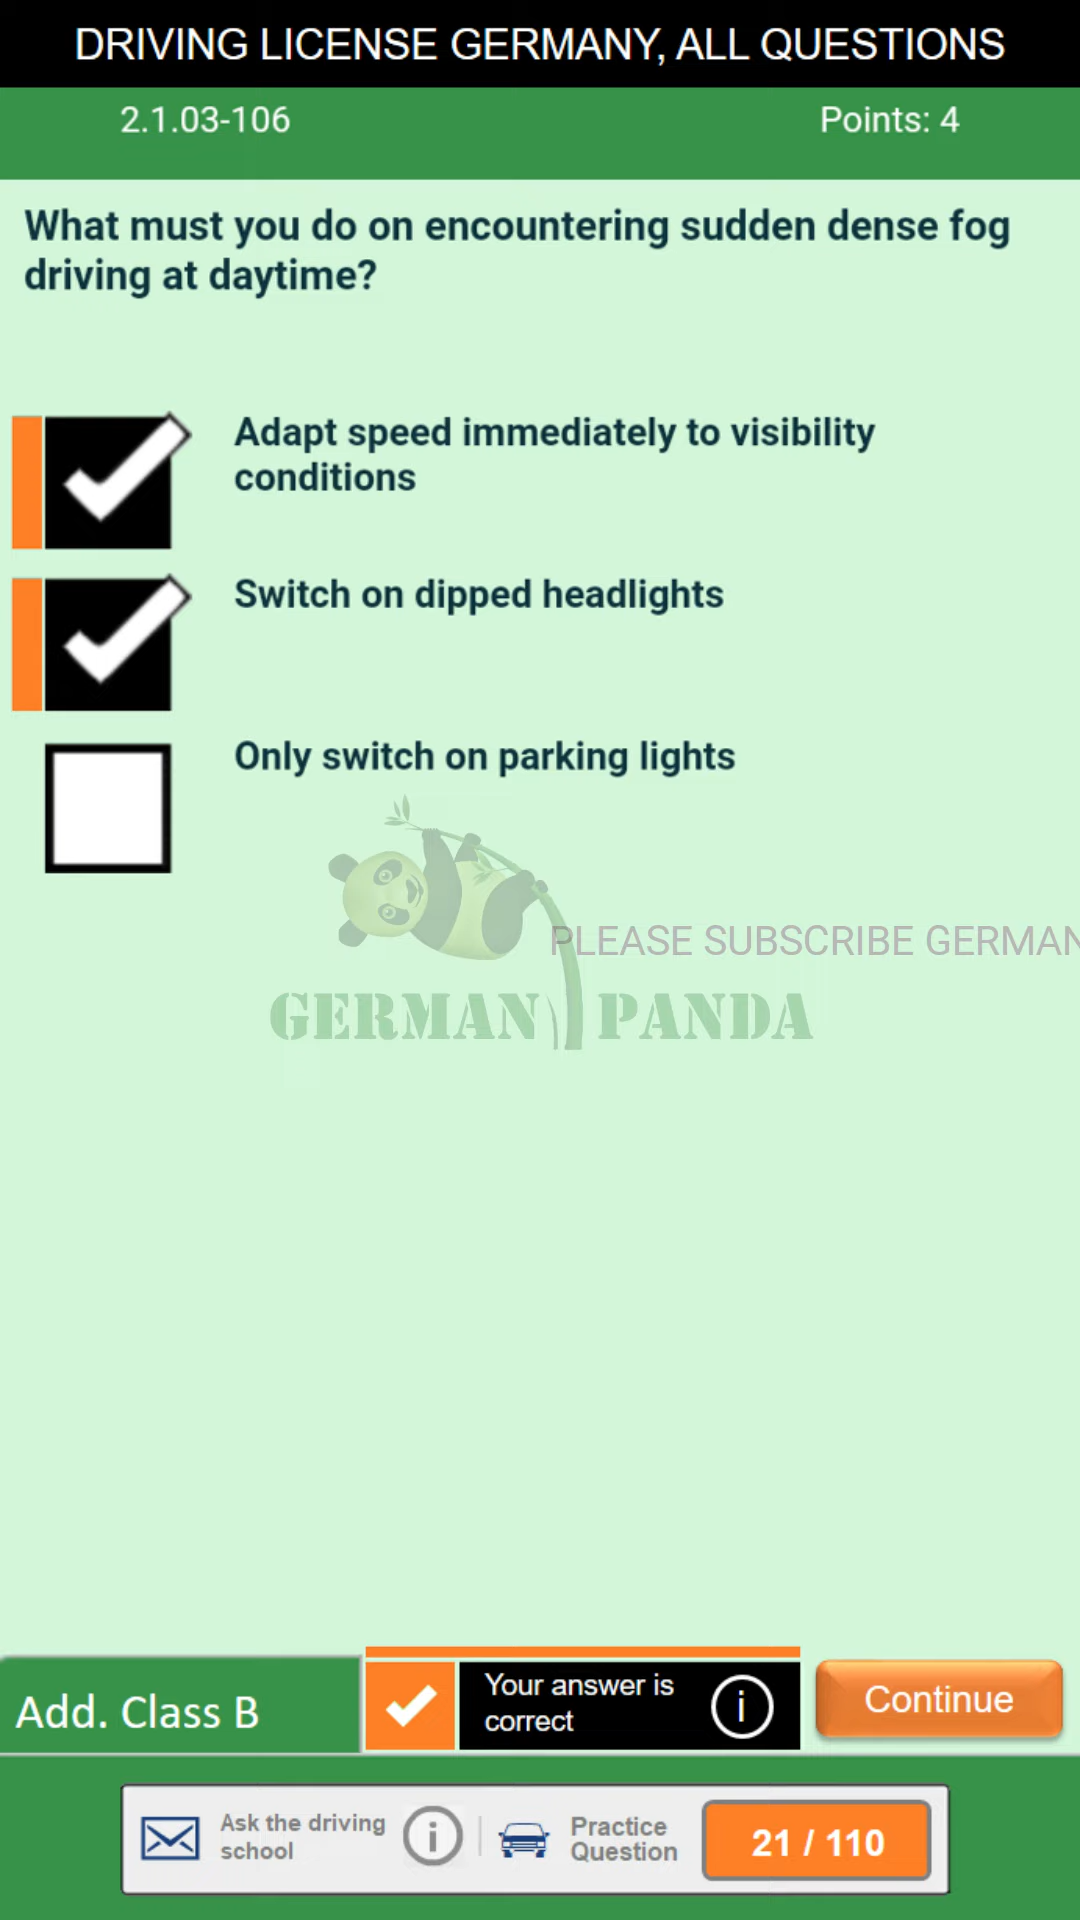 DRIVING LICENSE GERMANY, ALL QUESTIONS
2.1.03-106 Points: 4
What must you do on encountering sudden dense fog
driving at daytime?
Adapt speed immediately to visibility
conditions
Switch on dipped headlights
Only switch on parking lights
PLEASE SUBSCRIBE GERMAN
GERMAN PANDA
Add. Class B
Your answer is
correct
i
Continue
Ask the driving
school
i
Practice
Question
21 / 110